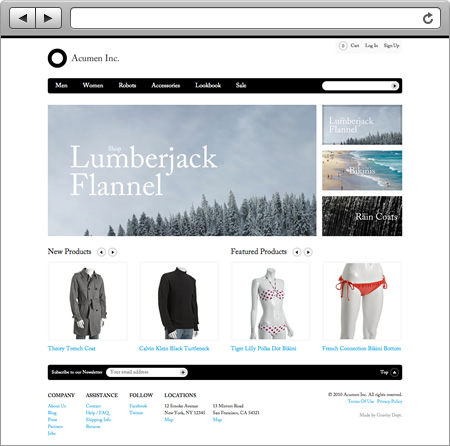 0 Cart Log In Sign Up
Acumen Inc.
Men Women Robots Accessories Lookbook Sale
Shop
Lumberjack
Flannel
Lumberjack
Flannel
Bikinis
Rain Coats
New Products
Featured Products
Theory Trench Coat
Calvin Klein Black Turtleneck
Tiger Lilly Polka Dot Bikini
French Connection Bikini Bottom
Subscribe to our Newsletter
Your email address
Top
COMPANY
About Us
Blog
Press
Partners
Jobs
ASSISTANCE
Contact
Help / FAQ
Shipping Info
Returns
FOLLOW
Facebook
Twitter
LOCATIONS
12 Smokes Avenue
New York, NY 12345
Map
13 Mitten Road
San Francisco, CA 54321
Map
© 2010 Acumen Inc. All rights reserved.
Terms Of Use Privacy Policy
Made by Gravity Dept.